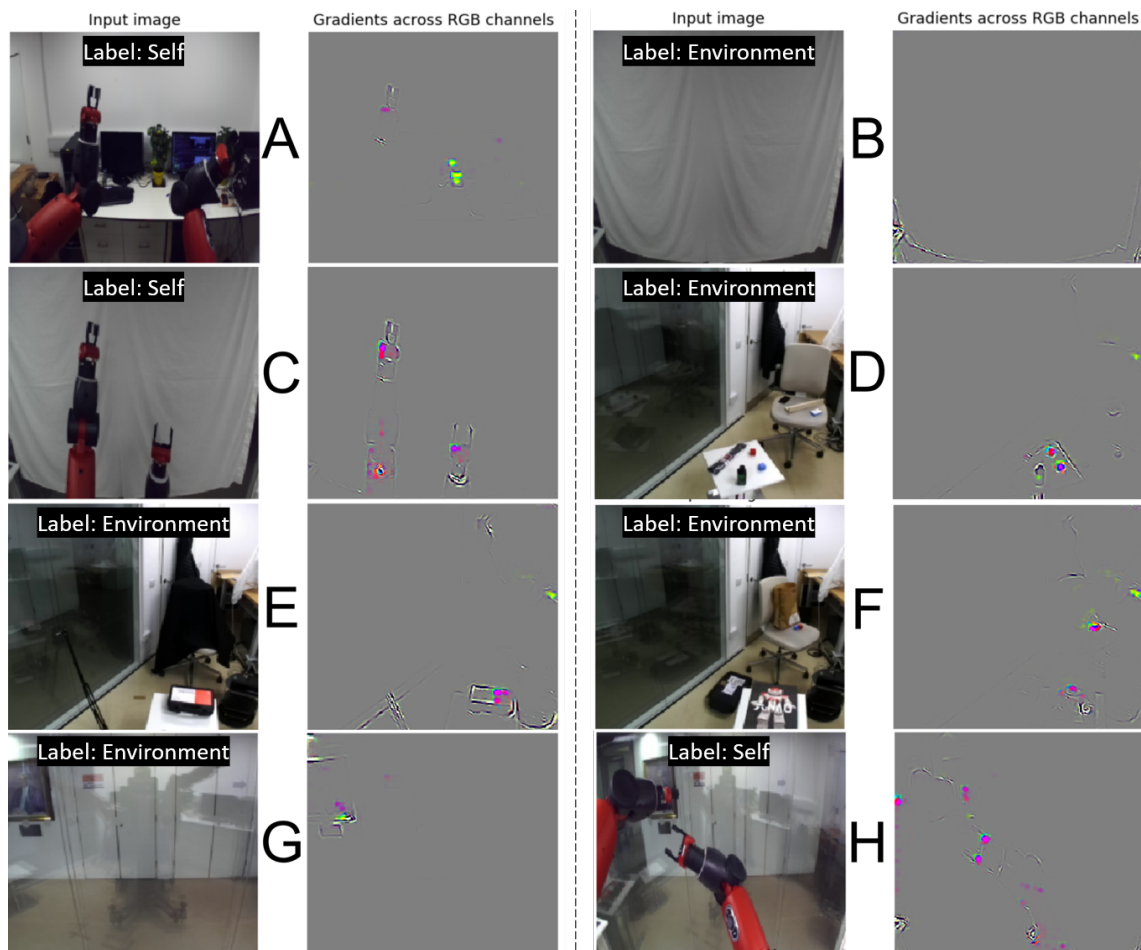 Input image
Gradients across RGB channels
Input image
Gradients across RGB channels
Label: Self
A
Label: Environment
B
Label: Self
C
Label: Environment
D
Label: Environment
E
Label: Environment
F
Label: Environment
G
Label: Self
H